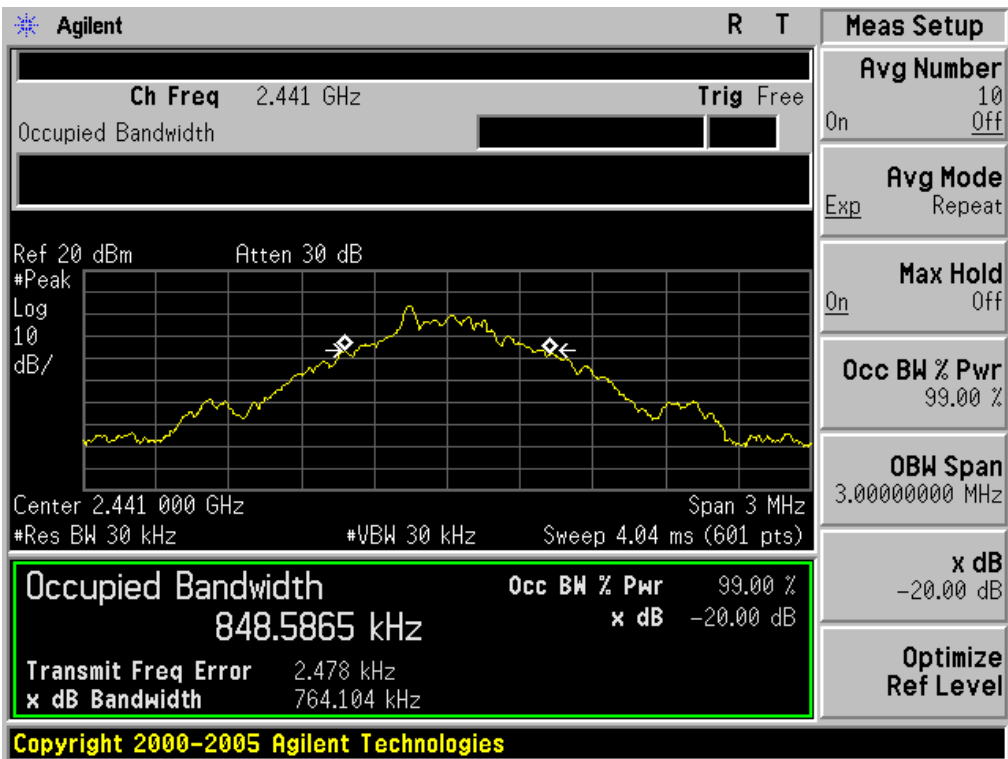 Agilent R T
Ch Freq 2.441 GHz Trig Free
Occupied Bandwidth
Ref 20 dBm Atten 30 dB
#Peak
Log
10
dB/
Center 2.441 000 GHz Span 3 MHz
#Res BW 30 kHz #VBW 30 kHz Sweep 4.04 ms (601 pts)
Occupied Bandwidth Occ BW % Pwr 99.00 %
848.5865 kHz x dB -20.00 dB
Transmit Freq Error 2.478 kHz
x dB Bandwidth 764.104 kHz
Copyright 2000-2005 Agilent Technologies
Meas Setup
Avg Number
10
On Off
Avg Mode
Exp Repeat
Max Hold
On Off
Occ BW % Pwr
99.00 %
OBW Span
3.00000000 MHz
x dB
-20.00 dB
Optimize
Ref Level